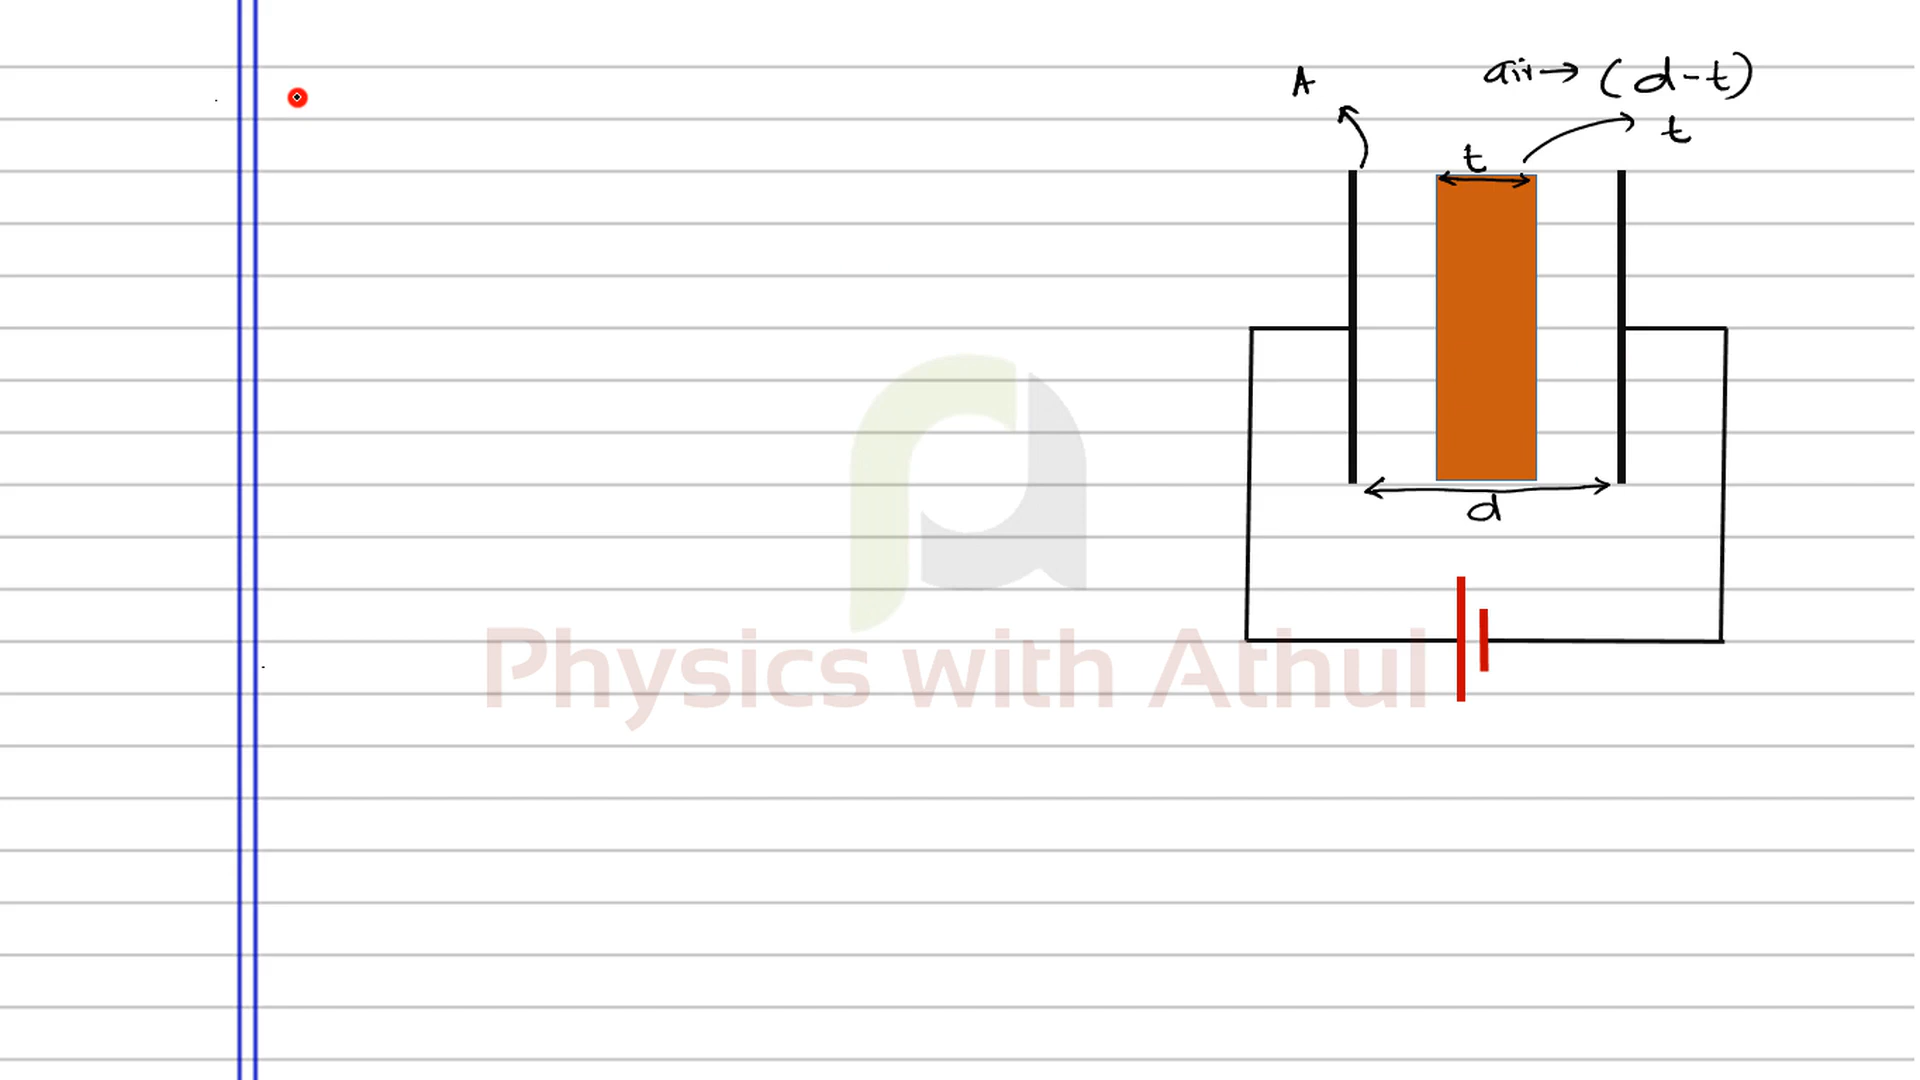 A
air → (d-t)
t
t
d
Physics with Athul